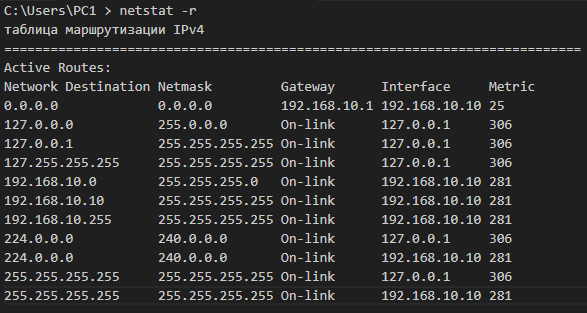 C:\Users\PC1 > netstat -r
таблица маршрутизации IPv4
===========================================================================
Active Routes:
Network Destination Netmask Gateway Interface Metric
0.0.0.0 0.0.0.0 192.168.10.1 192.168.10.10 25
127.0.0.0 255.0.0.0 On-link 127.0.0.1 306
127.0.0.1 255.255.255.255 On-link 127.0.0.1 306
127.255.255.255 255.255.255.255 On-link 127.0.0.1 306
192.168.10.0 255.255.255.0 On-link 192.168.10.10 281
192.168.10.10 255.255.255.255 On-link 192.168.10.10 281
192.168.10.255 255.255.255.255 On-link 192.168.10.10 281
224.0.0.0 240.0.0.0 On-link 127.0.0.1 306
224.0.0.0 240.0.0.0 On-link 192.168.10.10 281
255.255.255.255 255.255.255.255 On-link 127.0.0.1 306
255.255.255.255 255.255.255.255 On-link 192.168.10.10 281